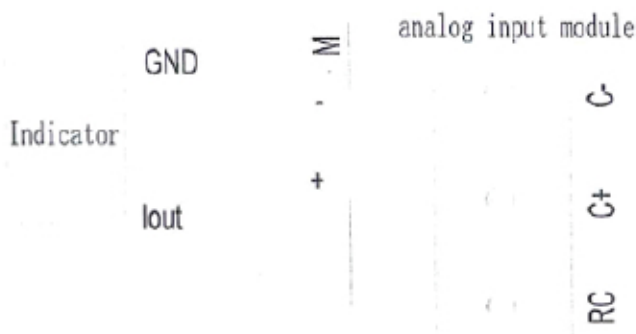 analog input module
GND
M
-
C-
Indicator
+
Iout
C+
RC